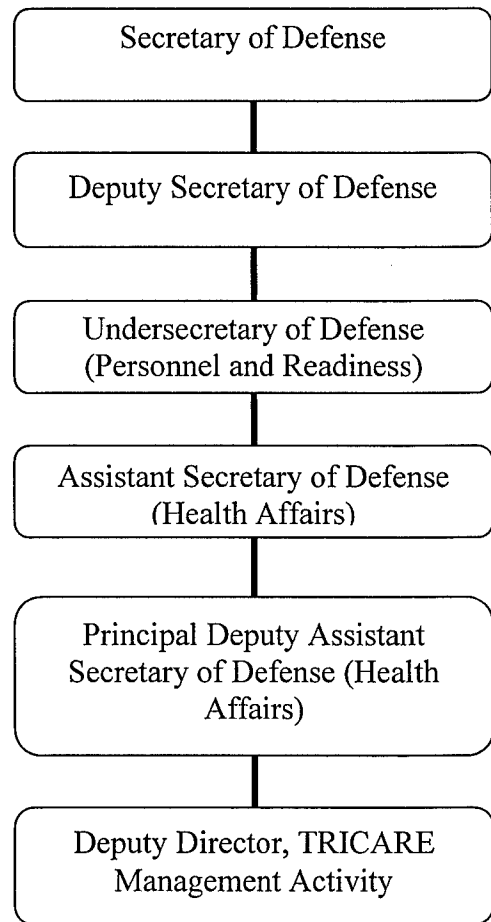 Secretary of Defense
Deputy Secretary of Defense
Undersecretary of Defense
(Personnel and Readiness)
Assistant Secretary of Defense
(Health Affairs)
Principal Deputy Assistant
Secretary of Defense (Health
Affairs)
Deputy Director, TRICARE
Management Activity